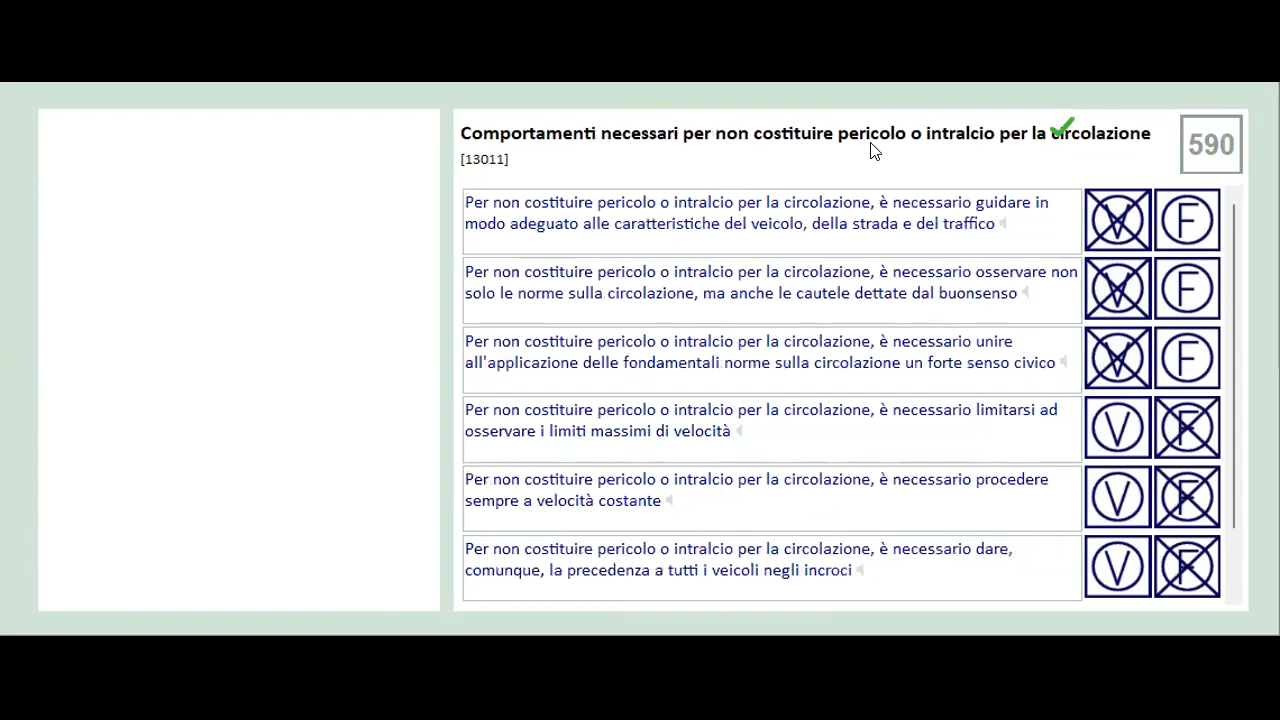 Comportamenti necessari per non costituire pericolo o intralcio per la circolazione
590
[13011]
Per non costituire pericolo o intralcio per la circolazione, è necessario guidare in
modo adeguato alle caratteristiche del veicolo, della strada e del traffico
V F
Per non costituire pericolo o intralcio per la circolazione, è necessario osservare non
solo le norme sulla circolazione, ma anche le cautele dettate dal buonsenso
V F
Per non costituire pericolo o intralcio per la circolazione, è necessario unire
all'applicazione delle fondamentali norme sulla circolazione un forte senso civico
V F
Per non costituire pericolo o intralcio per la circolazione, è necessario limitarsi ad
osservare i limiti massimi di velocità
V F
Per non costituire pericolo o intralcio per la circolazione, è necessario procedere
sempre a velocità costante
V F
Per non costituire pericolo o intralcio per la circolazione, è necessario dare,
comunque, la precedenza a tutti i veicoli negli incroci
V F